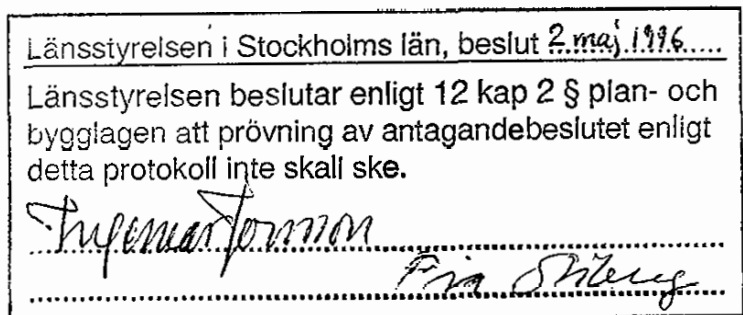 Länsstyrelsen i Stockholms län, beslut 2 maj 1996.....
Länsstyrelsen beslutar enligt 12 kap 2 § plan- och
bygglagen att prövning av antagandebeslutet enligt
detta protokoll inte skall ske.
Ingemar